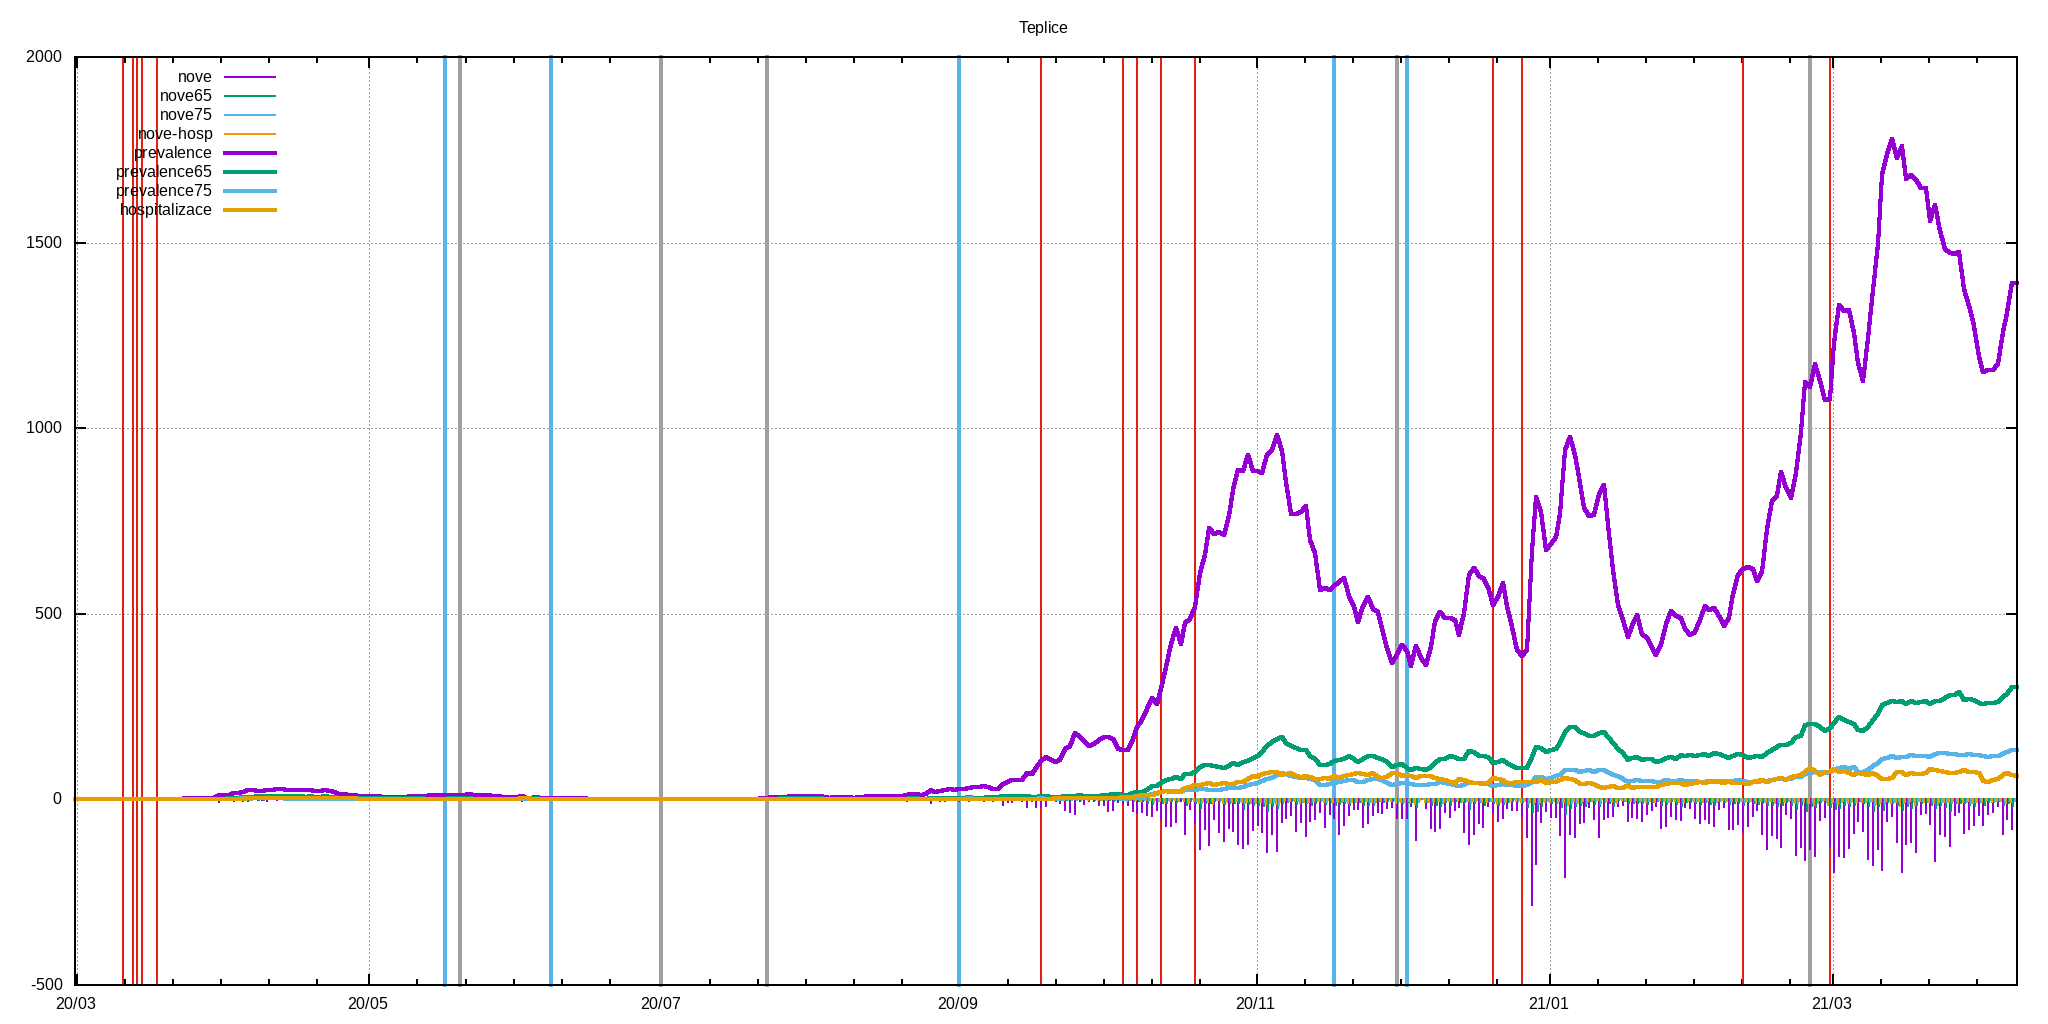 Teplice
2000
1500
1000
500
0
-500
nove
nove65
nove75
nove-hosp
prevalence
prevalence65
prevalence75
hospitalizace
20/03 20/05 20/07 20/09 20/11 21/01 21/03